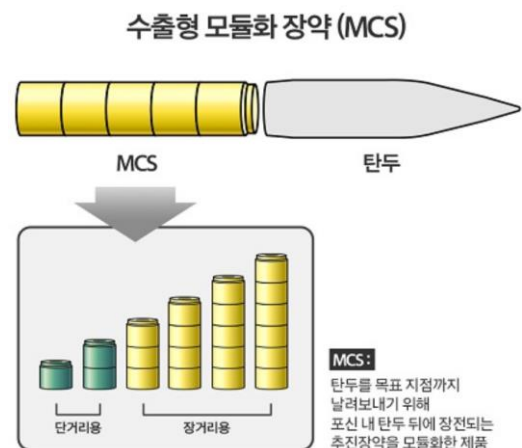 수출형 모듈화 장약 (MCS)
MCS
탄두
단거리용
장거리용
MCS :
탄두를 목표 지점까지
날려보내기 위해
포신 내 탄두 뒤에 장전되는
추진장약을 모듈화한 제품